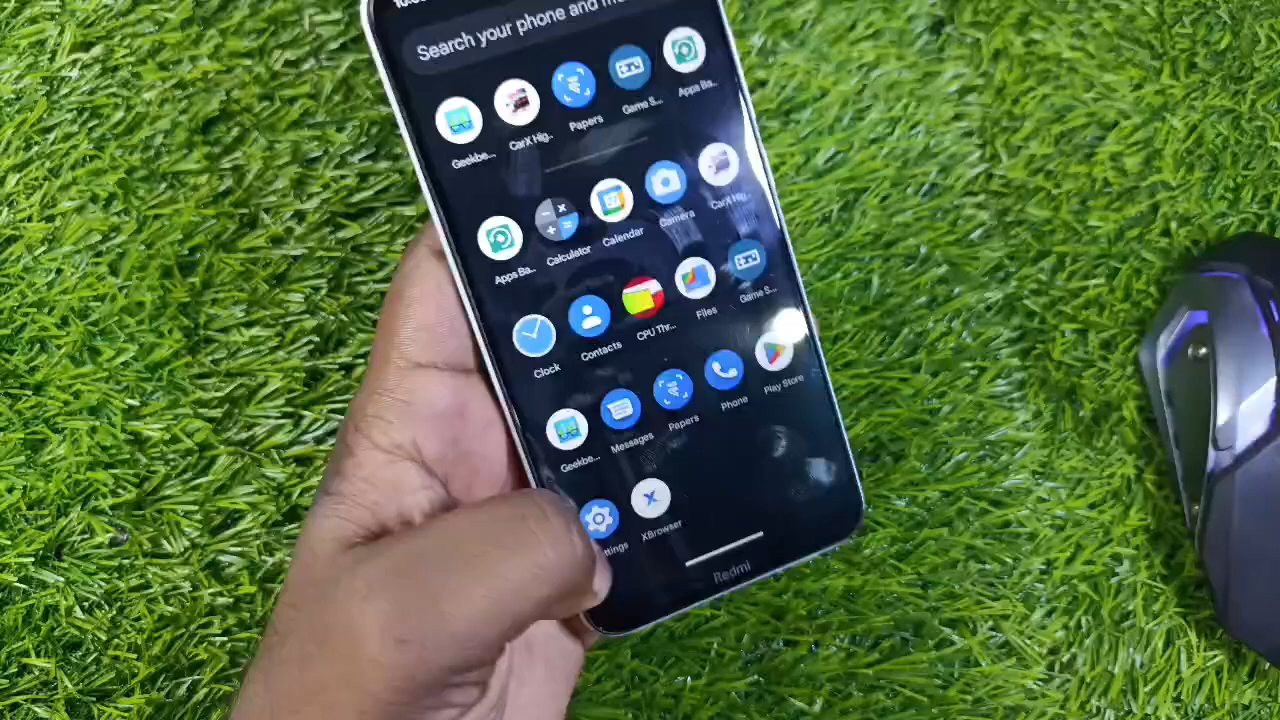 Search your phone and
Geekbe...
CarX Hig..
Papers
Game S...
Apps Ba..
Apps Ba...
Calculator
Calendar
Camera
CarX Hig..
Clock
Contacts
CPU Thr...
Files
Game S...
Geekbe...
Messages
Papers
Phone
Play Store
ttings
XBrowser
Redmi